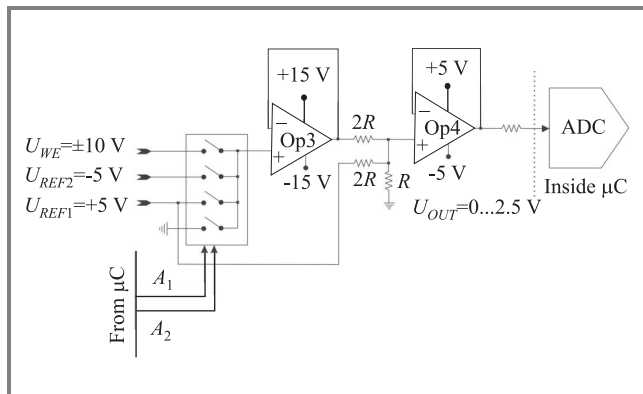 +15 V
+5 V
2R
Op3
Op4
ADC
U_WE=±10 V
U_REF2=-5 V
-15 V
2R
R
-5 V
Inside µC
U_REF1=+5 V
U_OUT=0...2.5 V
From µC
A₁
A₂